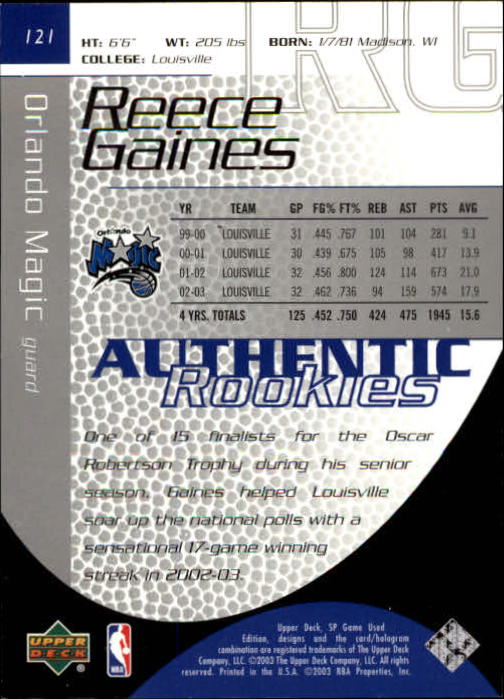 121
HT: 6'6" WT: 205 lbs BORN: 1/7/81 Madison, WI
COLLEGE: Louisville
RG
Reece
Gaines
Orlando Magic guard
Orlando
Magic
YR TEAM GP FG% FT% REB AST PTS AVG
99-00 LOUISVILLE 31 .445 .767 101 104 281 9.1
00-01 LOUISVILLE 30 .439 .675 105 98 417 13.9
01-02 LOUISVILLE 32 .456 .800 124 114 673 21.0
02-03 LOUISVILLE 32 .462 .736 94 159 574 17.9
4 YRS. TOTALS 125 .452 .750 424 475 1945 15.6
AUTHENTIC
Rookies
One of 15 finalists for the Oscar
Robertson Trophy during his senior
season, Gaines helped Louisville
soar up the national polls with a
sensational 17-game winning
streak in 2002-03.
UPPER
DECK
®
NBA
Upper Deck, SP Game Used
Edition, designs and the card/hologram
combination are registered trademarks of The Upper Deck
Company, LLC. ©2003 The Upper Deck Company, LLC. All rights
reserved. Printed in the U.S.A. ©2003 NBA Properties, Inc.